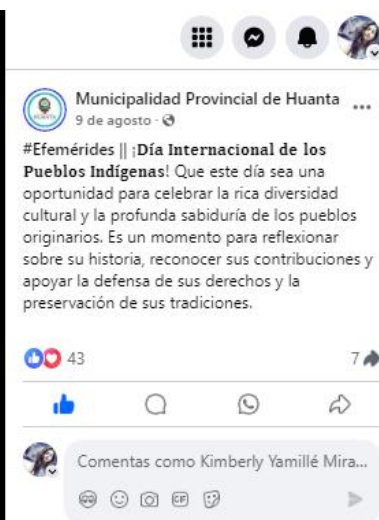 Municipalidad Provincial de Huanta
9 de agosto
#Efemérides || ¡Día Internacional de los
Pueblos Indígenas! Que este día sea una
oportunidad para celebrar la rica diversidad
cultural y la profunda sabiduría de los pueblos
originarios. Es un momento para reflexionar
sobre su historia, reconocer sus contribuciones y
apoyar la defensa de sus derechos y la
preservación de sus tradiciones.
43
7
Comentas como Kimberly Yamillé Mira...
GIF